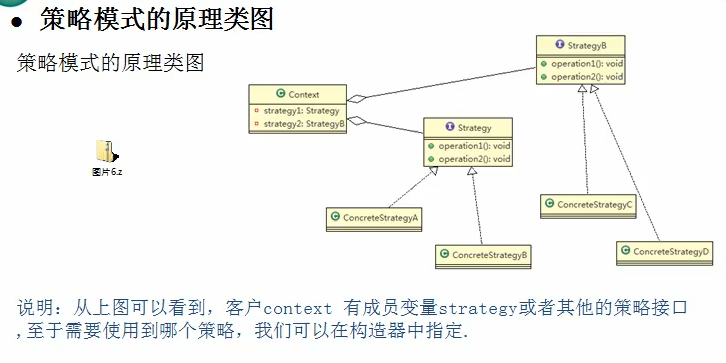 ● 策略模式的原理类图
策略模式的原理类图
I StrategyB
operation1(): void
operation2(): void
C Context
strategy1: Strategy
strategy2: StrategyB
I Strategy
operation1(): void
operation2(): void
图片6.z
C ConcreteStrategyA
C ConcreteStrategyC
C ConcreteStrategyB
C ConcreteStrategyD
说明：从上图可以看到，客户context 有成员变量strategy或者其他的策略接口
,至于需要使用到哪个策略，我们可以在构造器中指定.